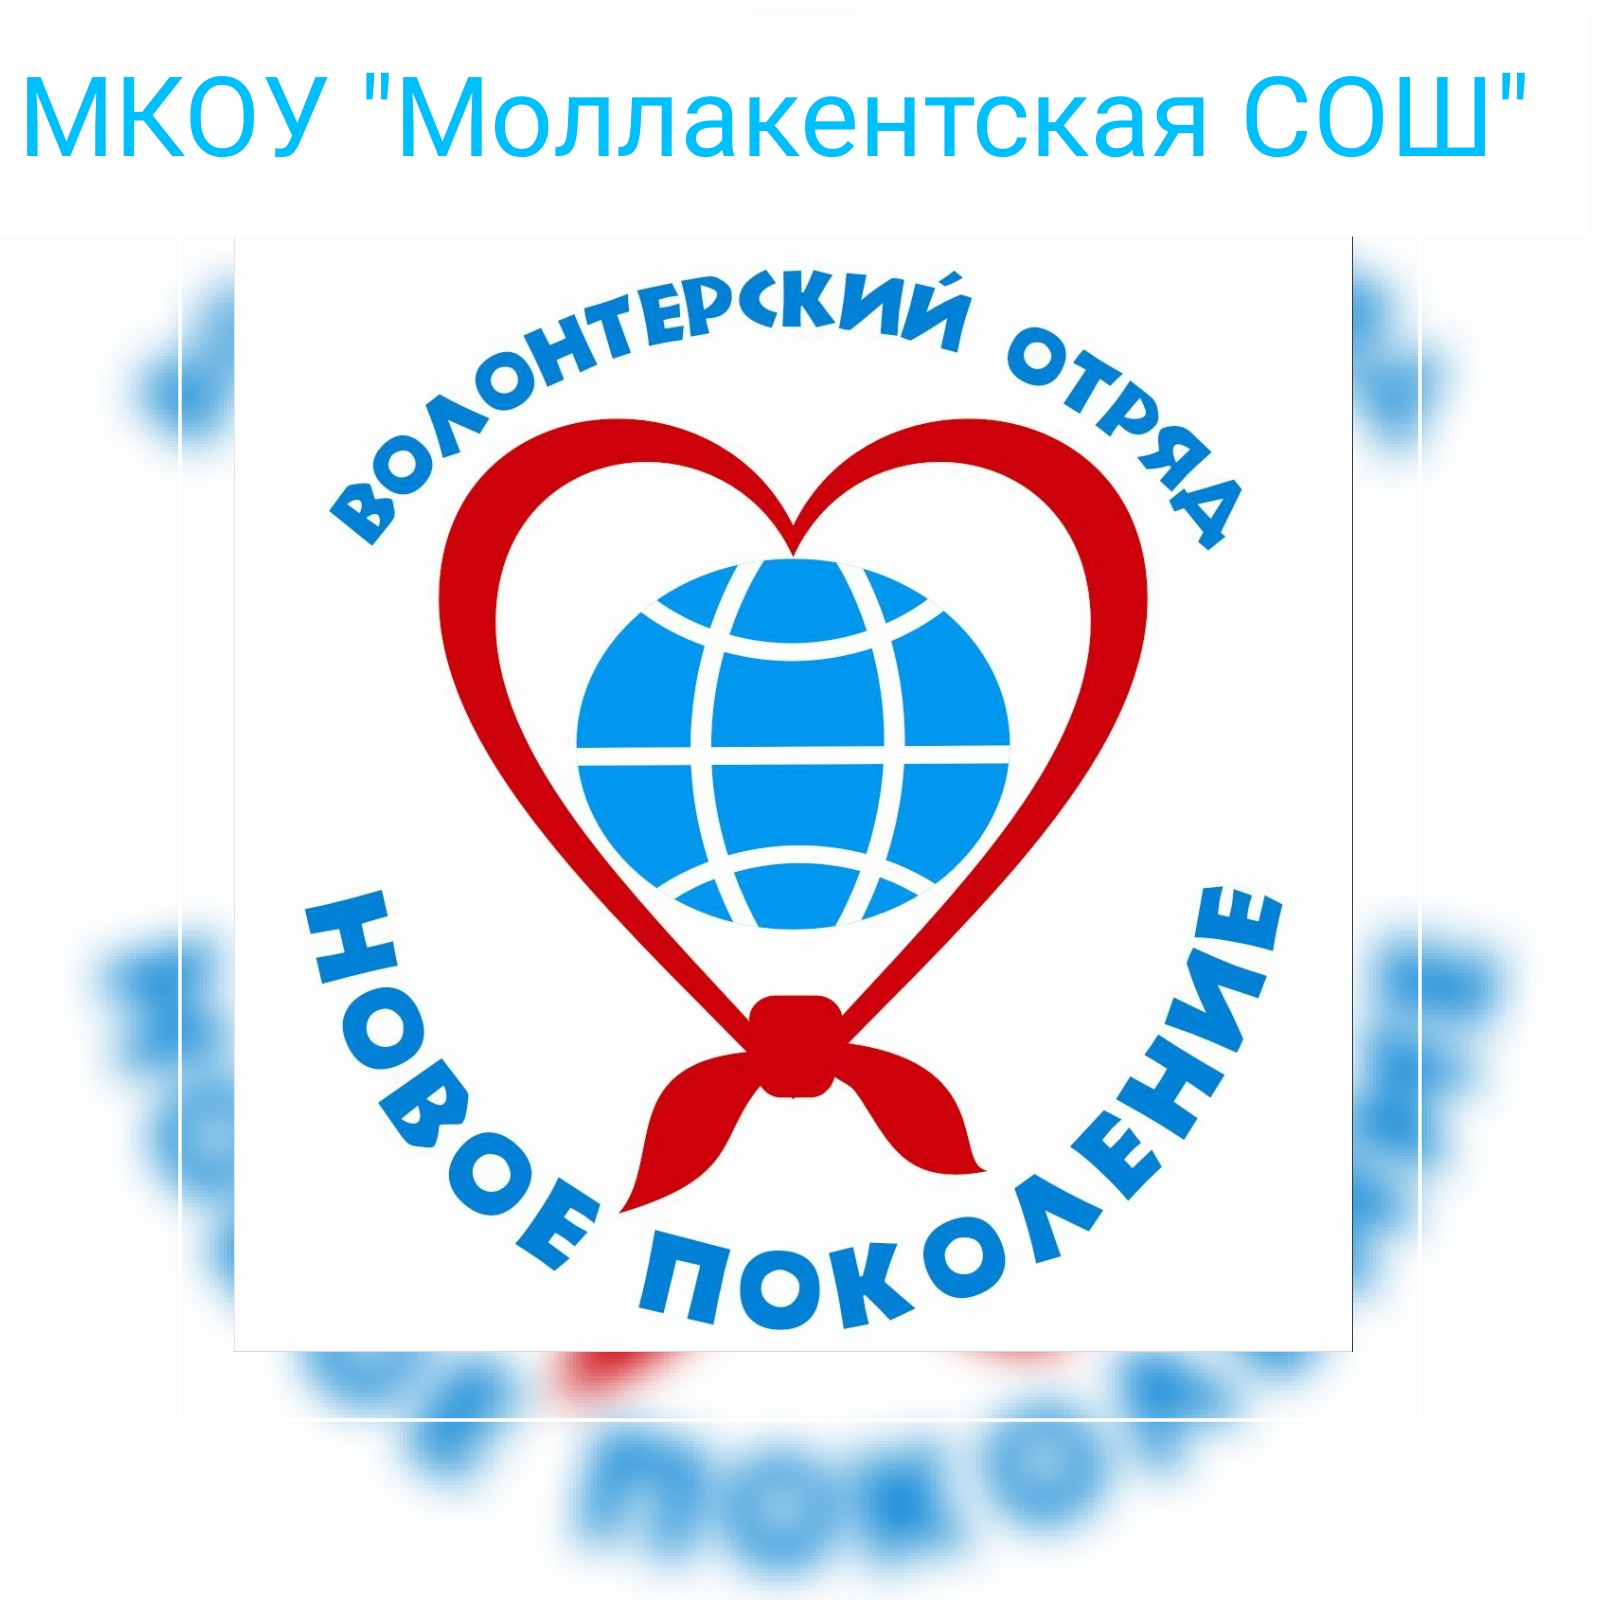 МКОУ "Моллакентская СОШ"
ВОЛОНТЕРСКИЙ ОТРЯД
НОВОЕ ПОКОЛЕНИЕ